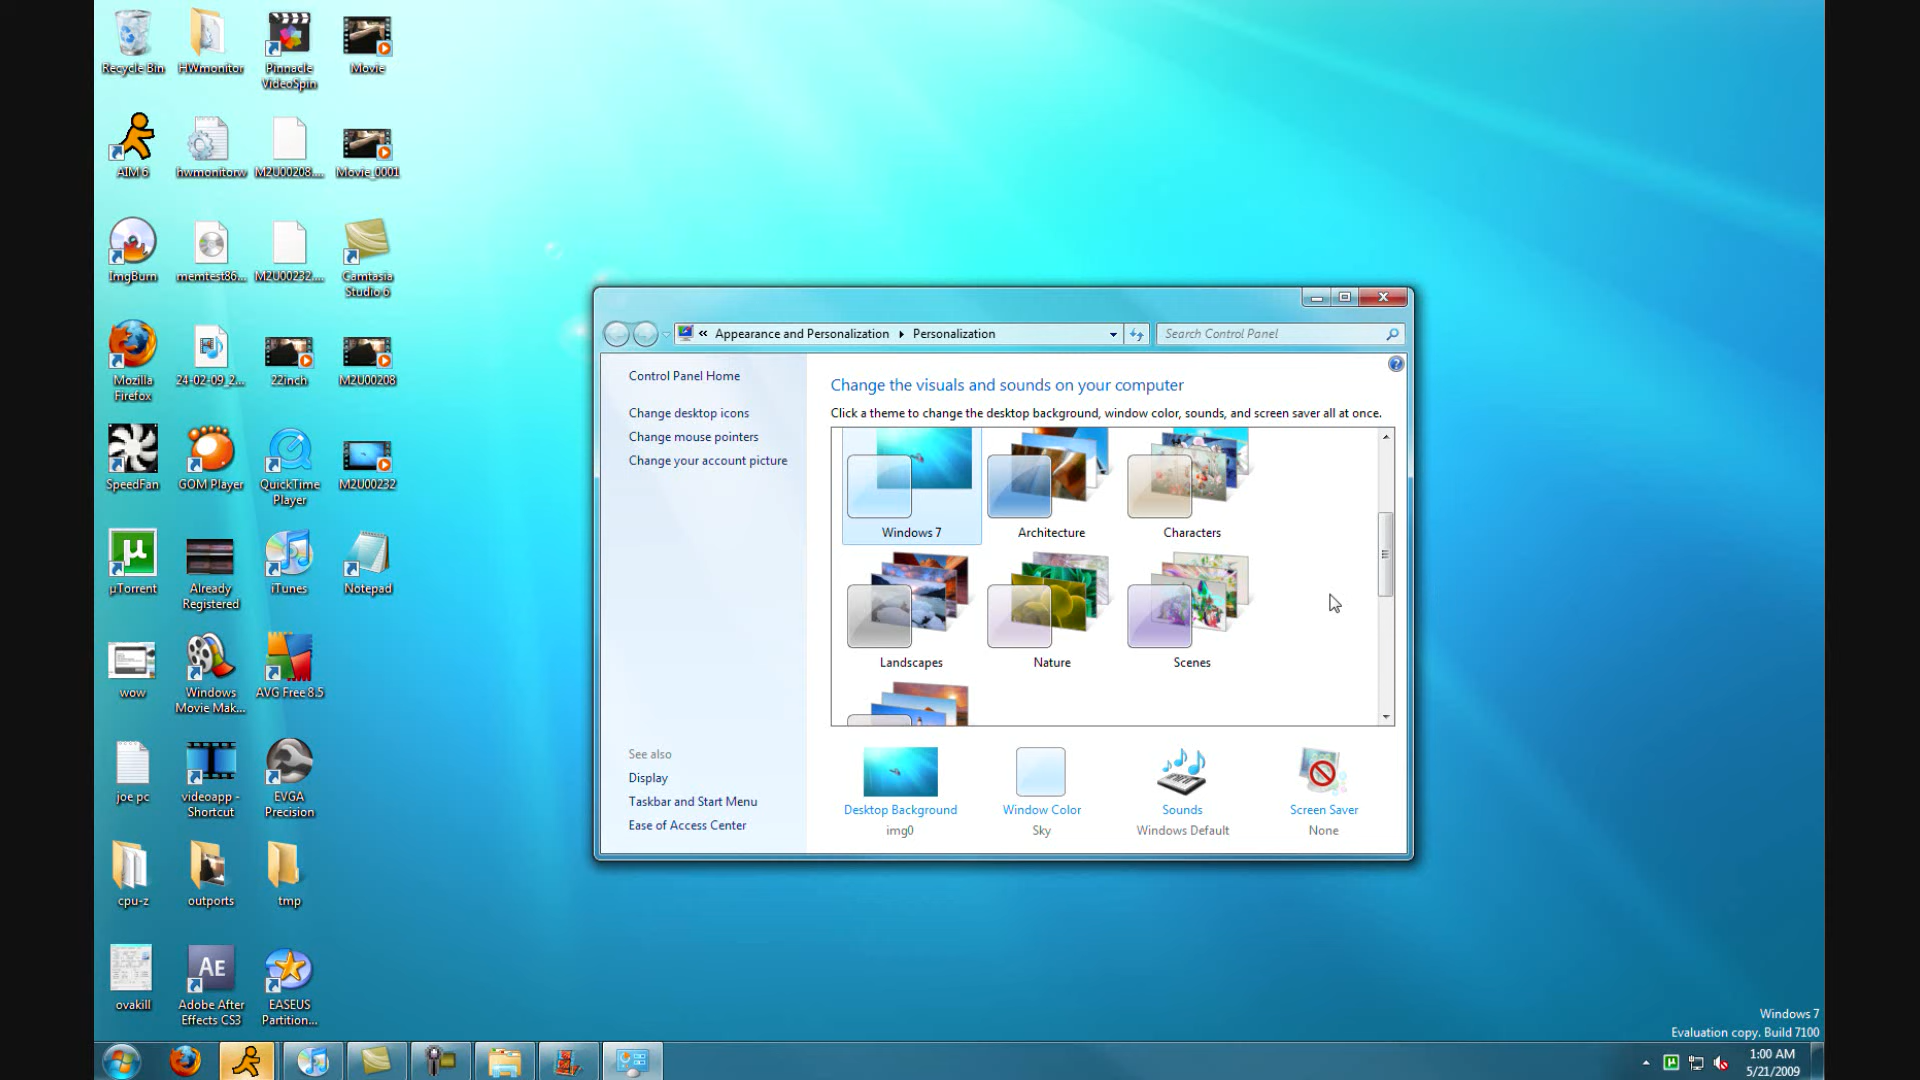 Recycle Bin
HWmonitor
Pinnacle
VideoSpin
Movie
AIM 6
hwmonitorw
M2U00208....
Movie_0001
ImgBurn
memtest86...
M2U00232....
Camtasia
Studio 6
Mozilla
Firefox
24-02-09_2...
22inch
M2U00208
SpeedFan
GOM Player
QuickTime
Player
M2U00232
µTorrent
Already
Registered
iTunes
Notepad
wow
Windows
Movie Mak...
AVG Free 8.5
joe pc
videoapp -
Shortcut
EVGA
Precision
cpu-z
outports
tmp
ovakill
AE
Adobe After
Effects CS3
EASEUS
Partition...
« Appearance and Personalization ▸ Personalization
Search Control Panel
Control Panel Home
Change desktop icons
Change mouse pointers
Change your account picture
See also
Display
Taskbar and Start Menu
Ease of Access Center
Change the visuals and sounds on your computer
Click a theme to change the desktop background, window color, sounds, and screen saver all at once.
Windows 7
Architecture
Characters
Landscapes
Nature
Scenes
Desktop Background
img0
Window Color
Sky
Sounds
Windows Default
Screen Saver
None
Windows 7
Evaluation copy. Build 7100
1:00 AM
5/21/2009